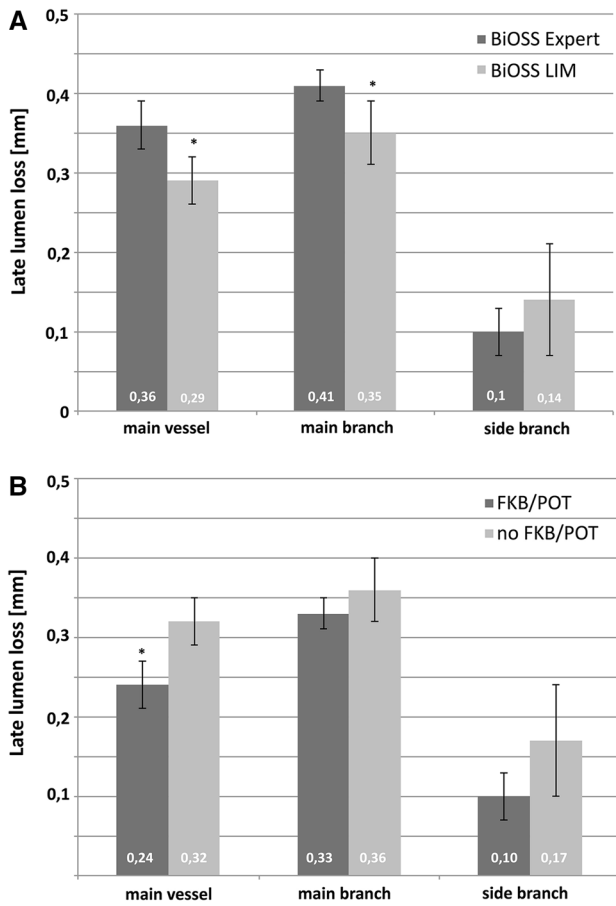 A
BiOSS Expert
BiOSS LIM
Late lumen loss [mm]
0,5
0,4
0,3
0,2
0,1
0
*
*
0,36
0,29
0,41
0,35
0,1
0,14
main vessel
main branch
side branch
B
FKB/POT
no FKB/POT
Late lumen loss [mm]
0,5
0,4
0,3
0,2
0,1
*
0,24
0,32
0,33
0,36
0,10
0,17
main vessel
main branch
side branch